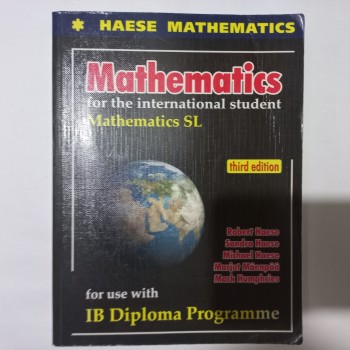 * HAESE MATHEMATICS
Mathematics
for the international student
Mathematics SL
third edition
Robert Haese
Sandra Haese
Michael Haese
Marjut Mäenpää
Mark Humphries
for use with
IB Diploma Programme